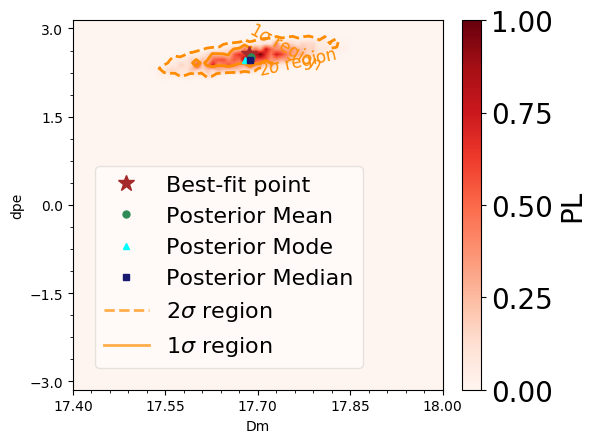 3.0
1.5
0.0
−1.5
−3.0
dpe
17.40
17.55
17.70
17.85
18.00
Dm
1σ region
2σ region
Best-fit point
Posterior Mean
Posterior Mode
Posterior Median
2σ region
1σ region
1.00
0.75
0.50
0.25
0.00
PL